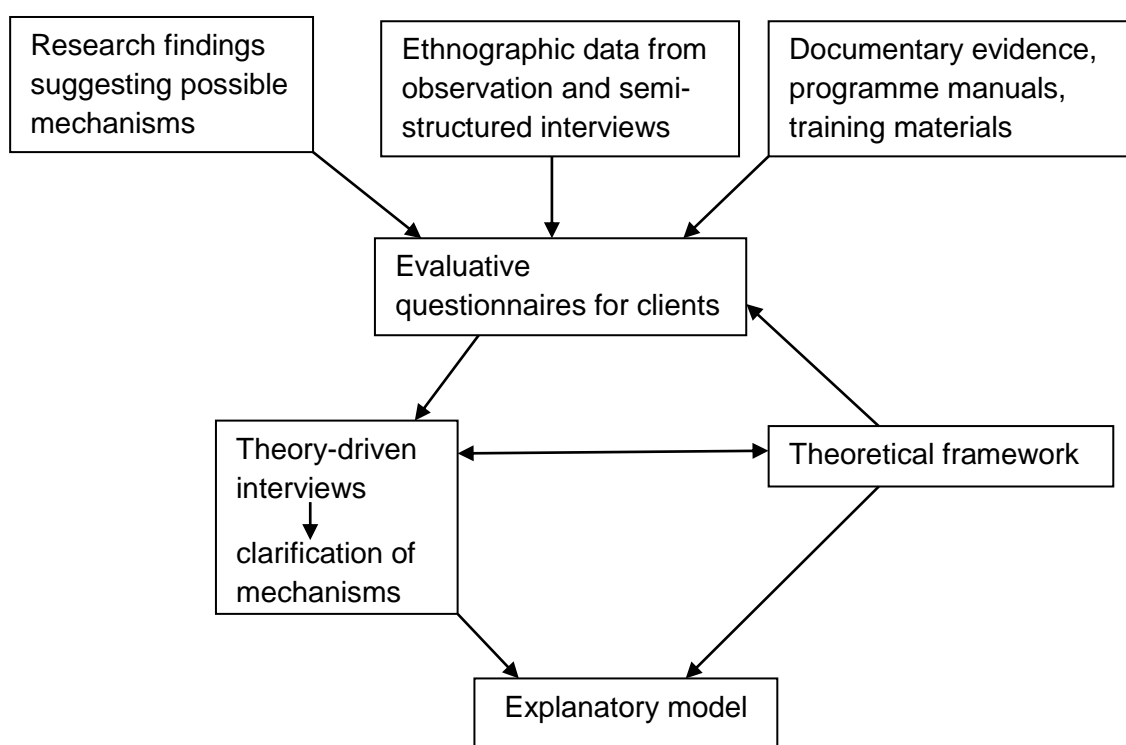 Research findings
suggesting possible
mechanisms
Ethnographic data from
observation and semi-
structured interviews
Documentary evidence,
programme manuals,
training materials
Evaluative
questionnaires for clients
Theory-driven
interviews
clarification of
mechanisms
Theoretical framework
Explanatory model